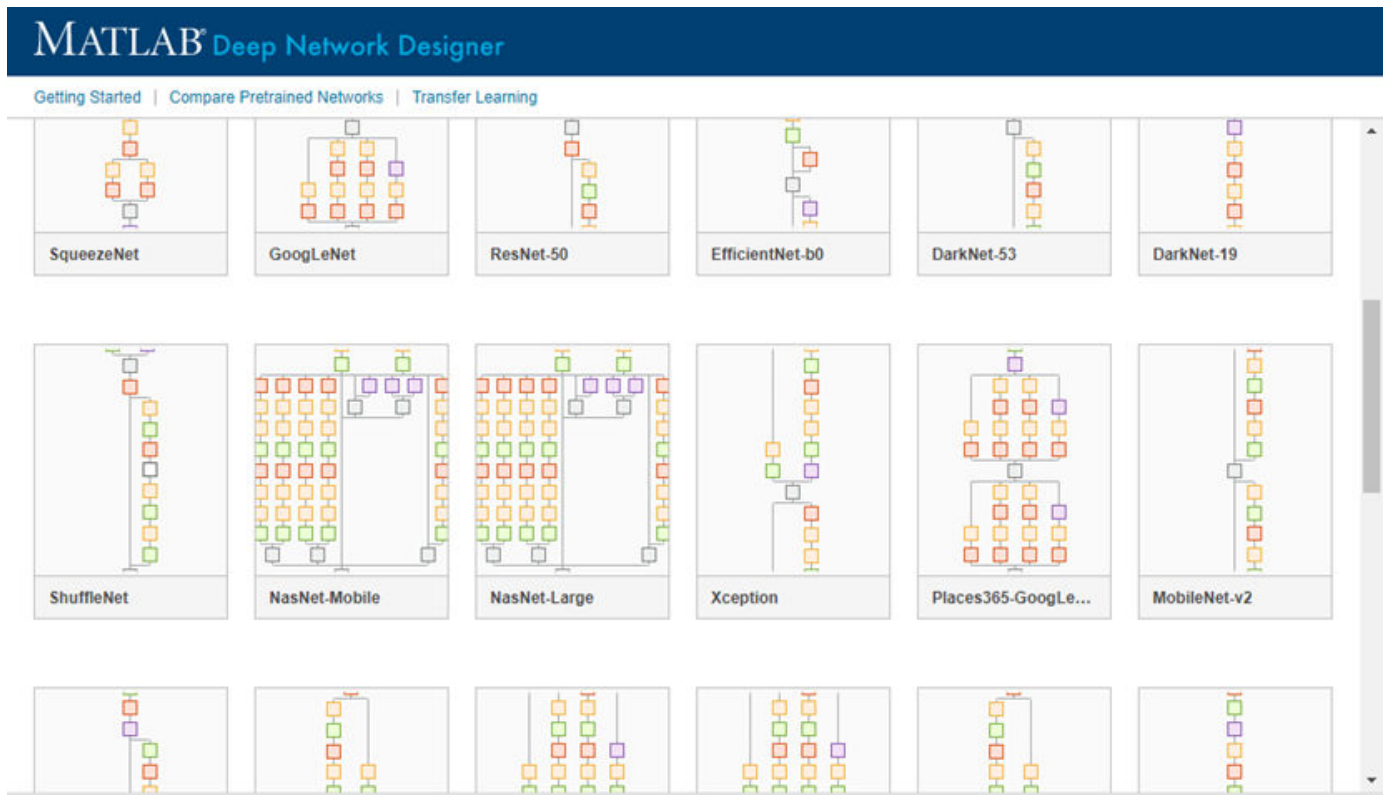 MATLAB® Deep Network Designer
Getting Started | Compare Pretrained Networks | Transfer Learning
SqueezeNet
GoogLeNet
ResNet-50
EfficientNet-b0
DarkNet-53
DarkNet-19
ShuffleNet
NasNet-Mobile
NasNet-Large
Xception
Places365-GoogLe...
MobileNet-v2